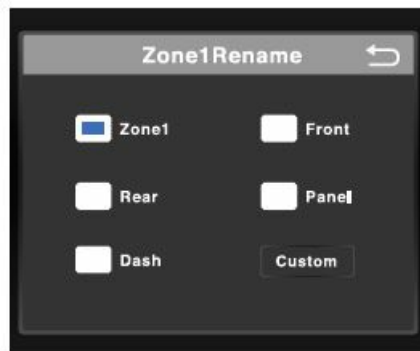 Zone1Rename
Zone1
Front
Rear
Panel
Dash
Custom